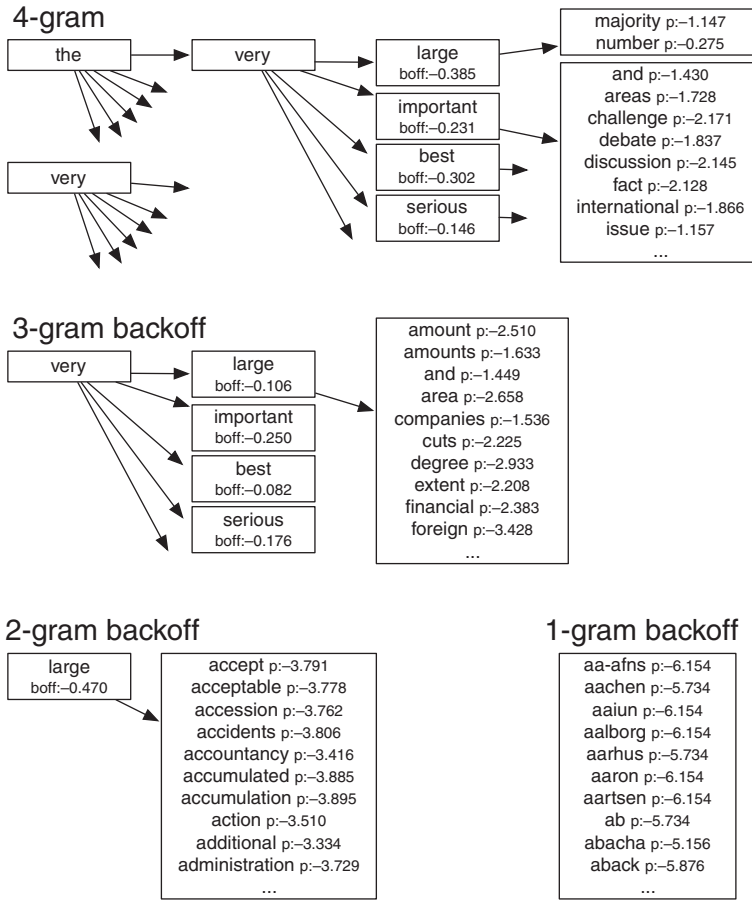 4-gram
the
very
large
boff:–0.385
important
boff:–0.231
best
boff:–0.302
serious
boff:–0.146
majority p:–1.147
number p:–0.275
and p:–1.430
areas p:–1.728
challenge p:–2.171
debate p:–1.837
discussion p:–2.145
fact p:–2.128
international p:–1.866
issue p:–1.157
...
very
3-gram backoff
very
large
boff:–0.106
important
boff:–0.250
best
boff:–0.082
serious
boff:–0.176
amount p:–2.510
amounts p:–1.633
and p:–1.449
area p:–2.658
companies p:–1.536
cuts p:–2.225
degree p:–2.933
extent p:–2.208
financial p:–2.383
foreign p:–3.428
...
2-gram backoff
large
boff:–0.470
accept p:–3.791
acceptable p:–3.778
accession p:–3.762
accidents p:–3.806
accountancy p:–3.416
accumulated p:–3.885
accumulation p:–3.895
action p:–3.510
additional p:–3.334
administration p:–3.729
...
1-gram backoff
aa-afns p:–6.154
aachen p:–5.734
aaiun p:–6.154
aalborg p:–6.154
aarhus p:–5.734
aaron p:–6.154
aartsen p:–6.154
ab p:–5.734
abacha p:–5.156
aback p:–5.876
...